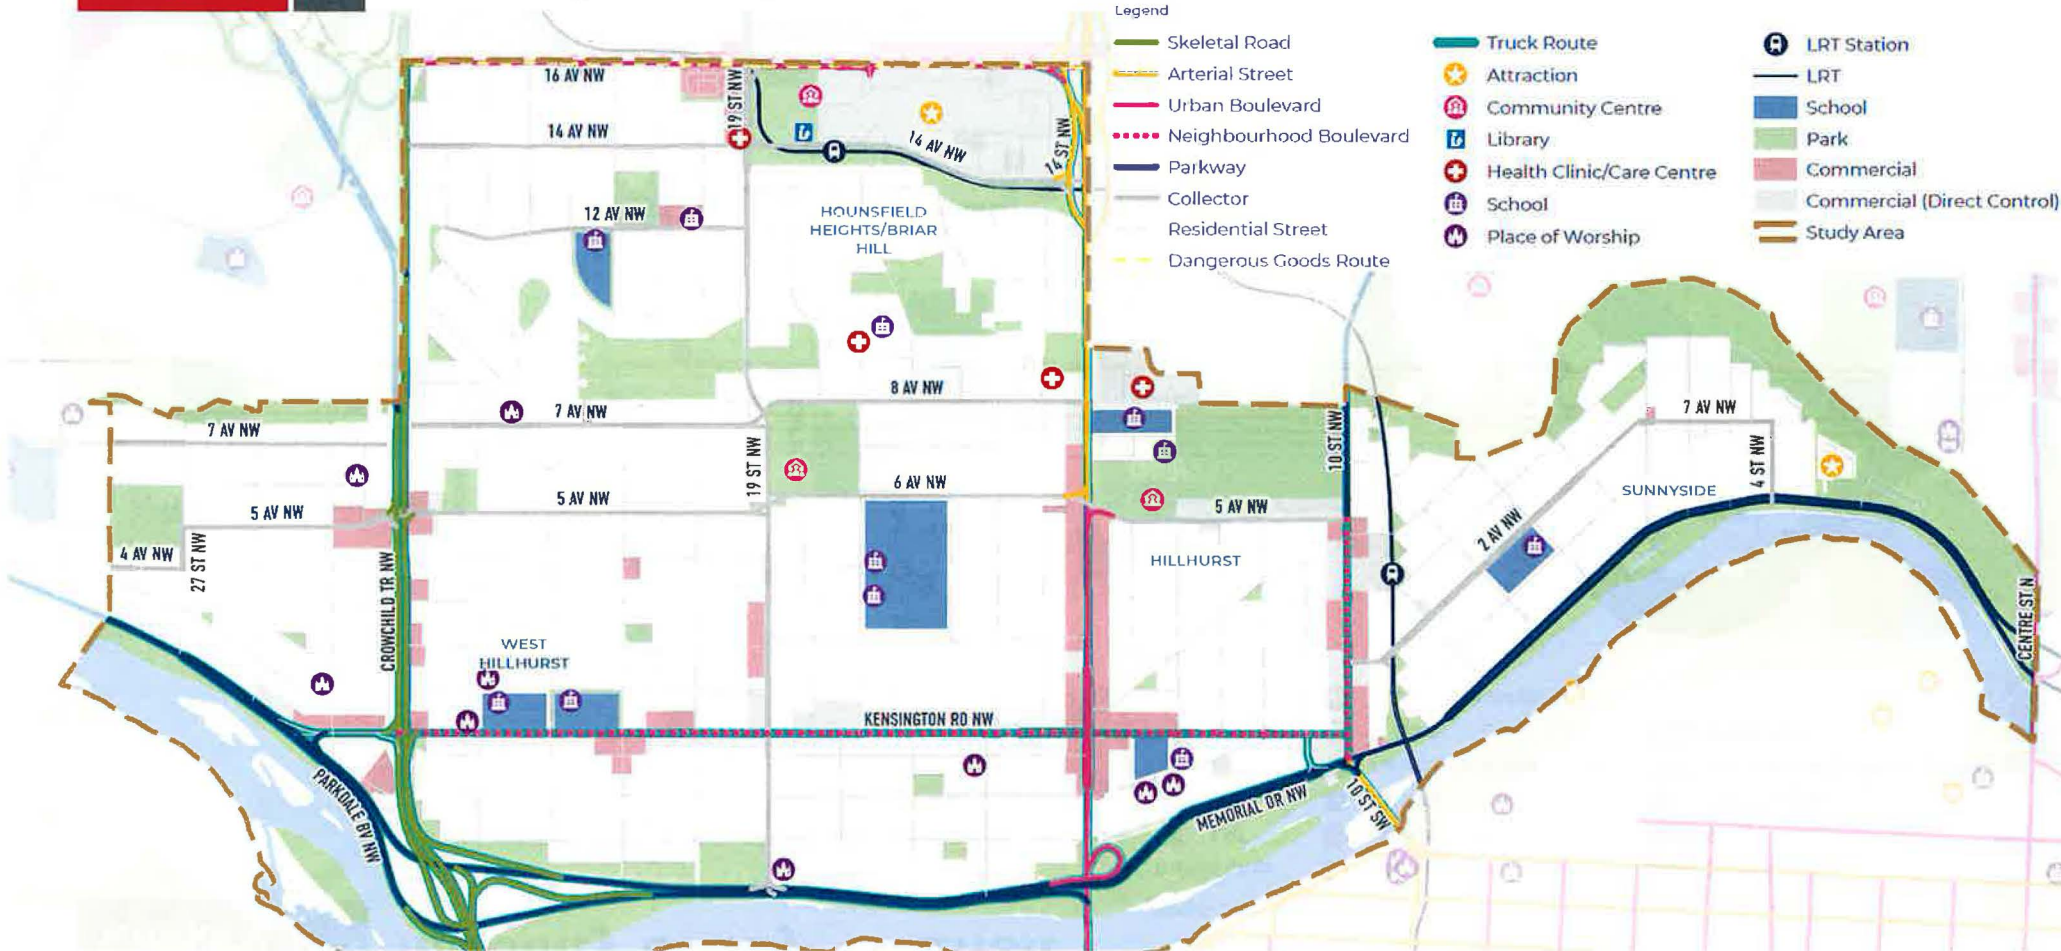 Legend
Skeletal Road
Arterial Street
Urban Boulevard
Neighbourhood Boulevard
Parkway
Collector
Residential Street
Dangerous Goods Route
Truck Route
Attraction
Community Centre
Library
Health Clinic/Care Centre
School
Place of Worship
LRT Station
LRT
School
Park
Commercial
Commercial (Direct Control)
Study Area
16 AV NW
19 ST NW
14 AV NW
14 AV NW
14 ST NW
12 AV NW
HOUNSFIELD
HEIGHTS/BRIAR
HILL
8 AV NW
7 AV NW
7 AV NW
7 AV NW
10 ST NW
19 ST NW
4 ST NW
6 AV NW
SUNNYSIDE
5 AV NW
5 AV NW
5 AV NW
2 AV NW
4 AV NW
27 ST NW
HILLHURST
CROWCHILD TR NW
CENTRE ST N
WEST
HILLHURST
KENSINGTON RD NW
PARKDALE BV NW
MEMORIAL DR NW
10 ST SW